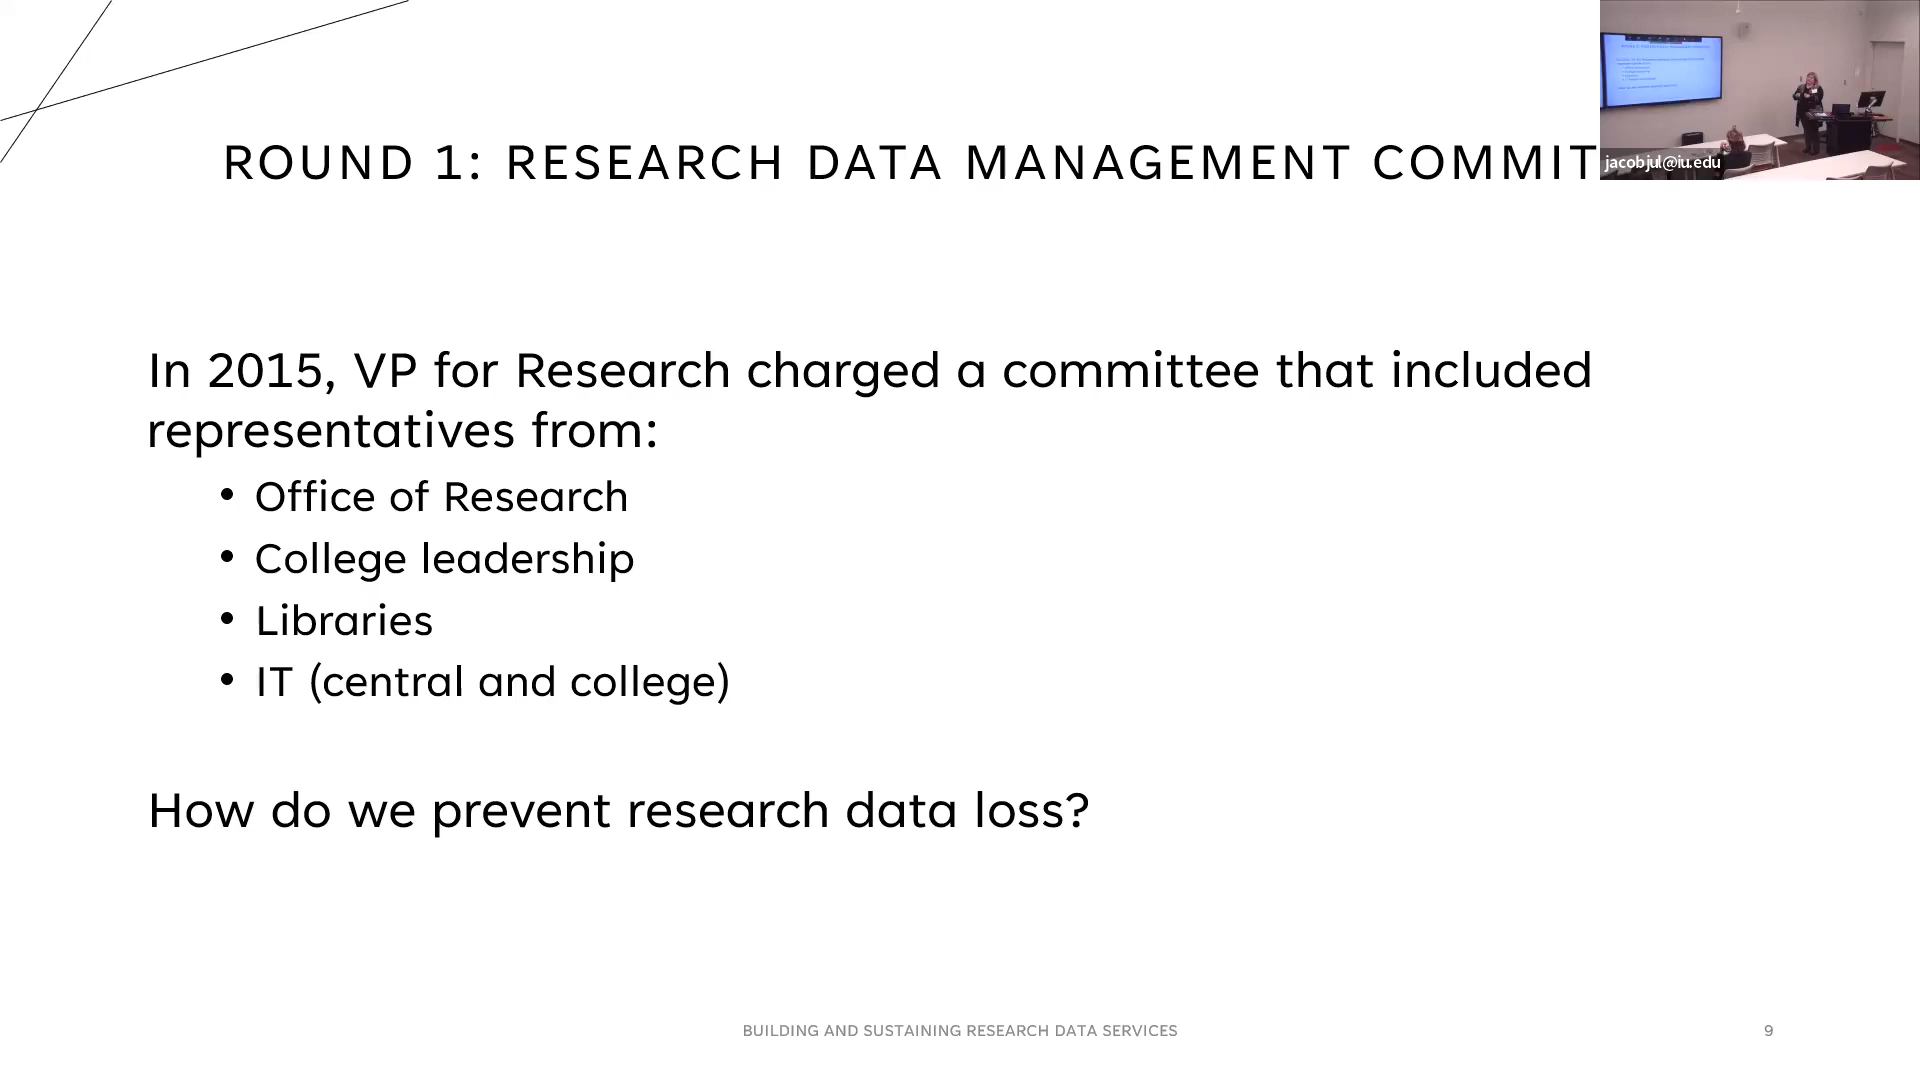 ROUND 1: RESEARCH DATA MANAGEMENT COMMIT
jacobjul@iu.edu
In 2015, VP for Research charged a committee that included
representatives from:
• Office of Research
• College leadership
• Libraries
• IT (central and college)
How do we prevent research data loss?
BUILDING AND SUSTAINING RESEARCH DATA SERVICES
9